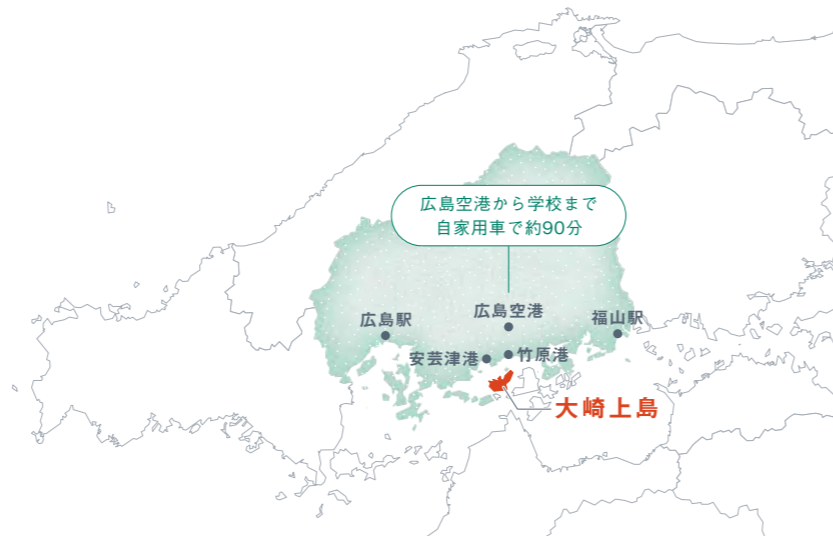 広島空港から学校まで
自家用車で約90分
広島駅
広島空港
福山駅
安芸津港
竹原港
大崎上島